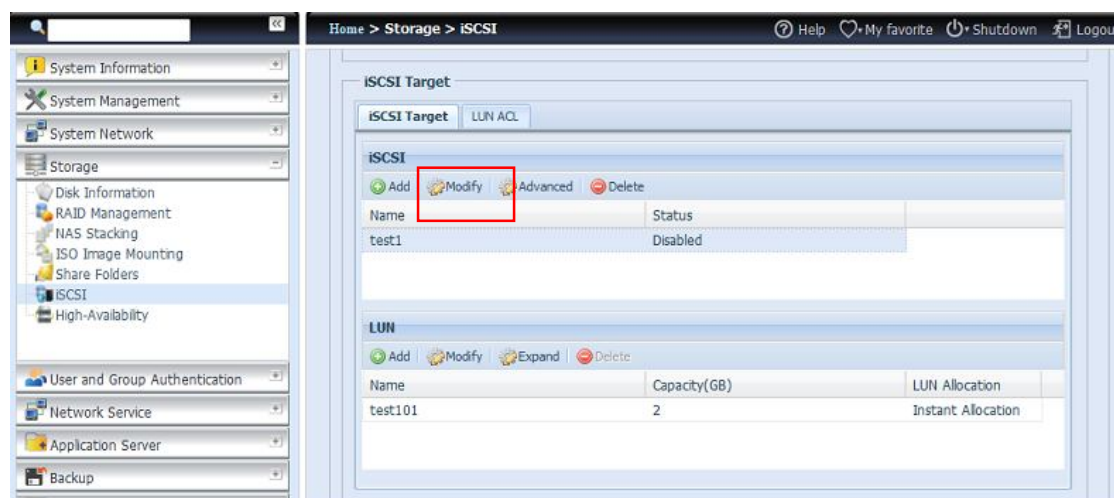 Home > Storage > iSCSI
Help My favorite Shutdown Logou
System Information
System Management
System Network
Storage
Disk Information
RAID Management
NAS Stacking
ISO Image Mounting
Share Folders
iSCSI
High-Availability
User and Group Authentication
Network Service
Application Server
Backup
iSCSI Target
iSCSI Target LUN ACL
iSCSI
Add Modify Advanced Delete
Name Status
test1 Disabled
LUN
Add Modify Expand Delete
Name Capacity(GB) LUN Allocation
test101 2 Instant Allocation